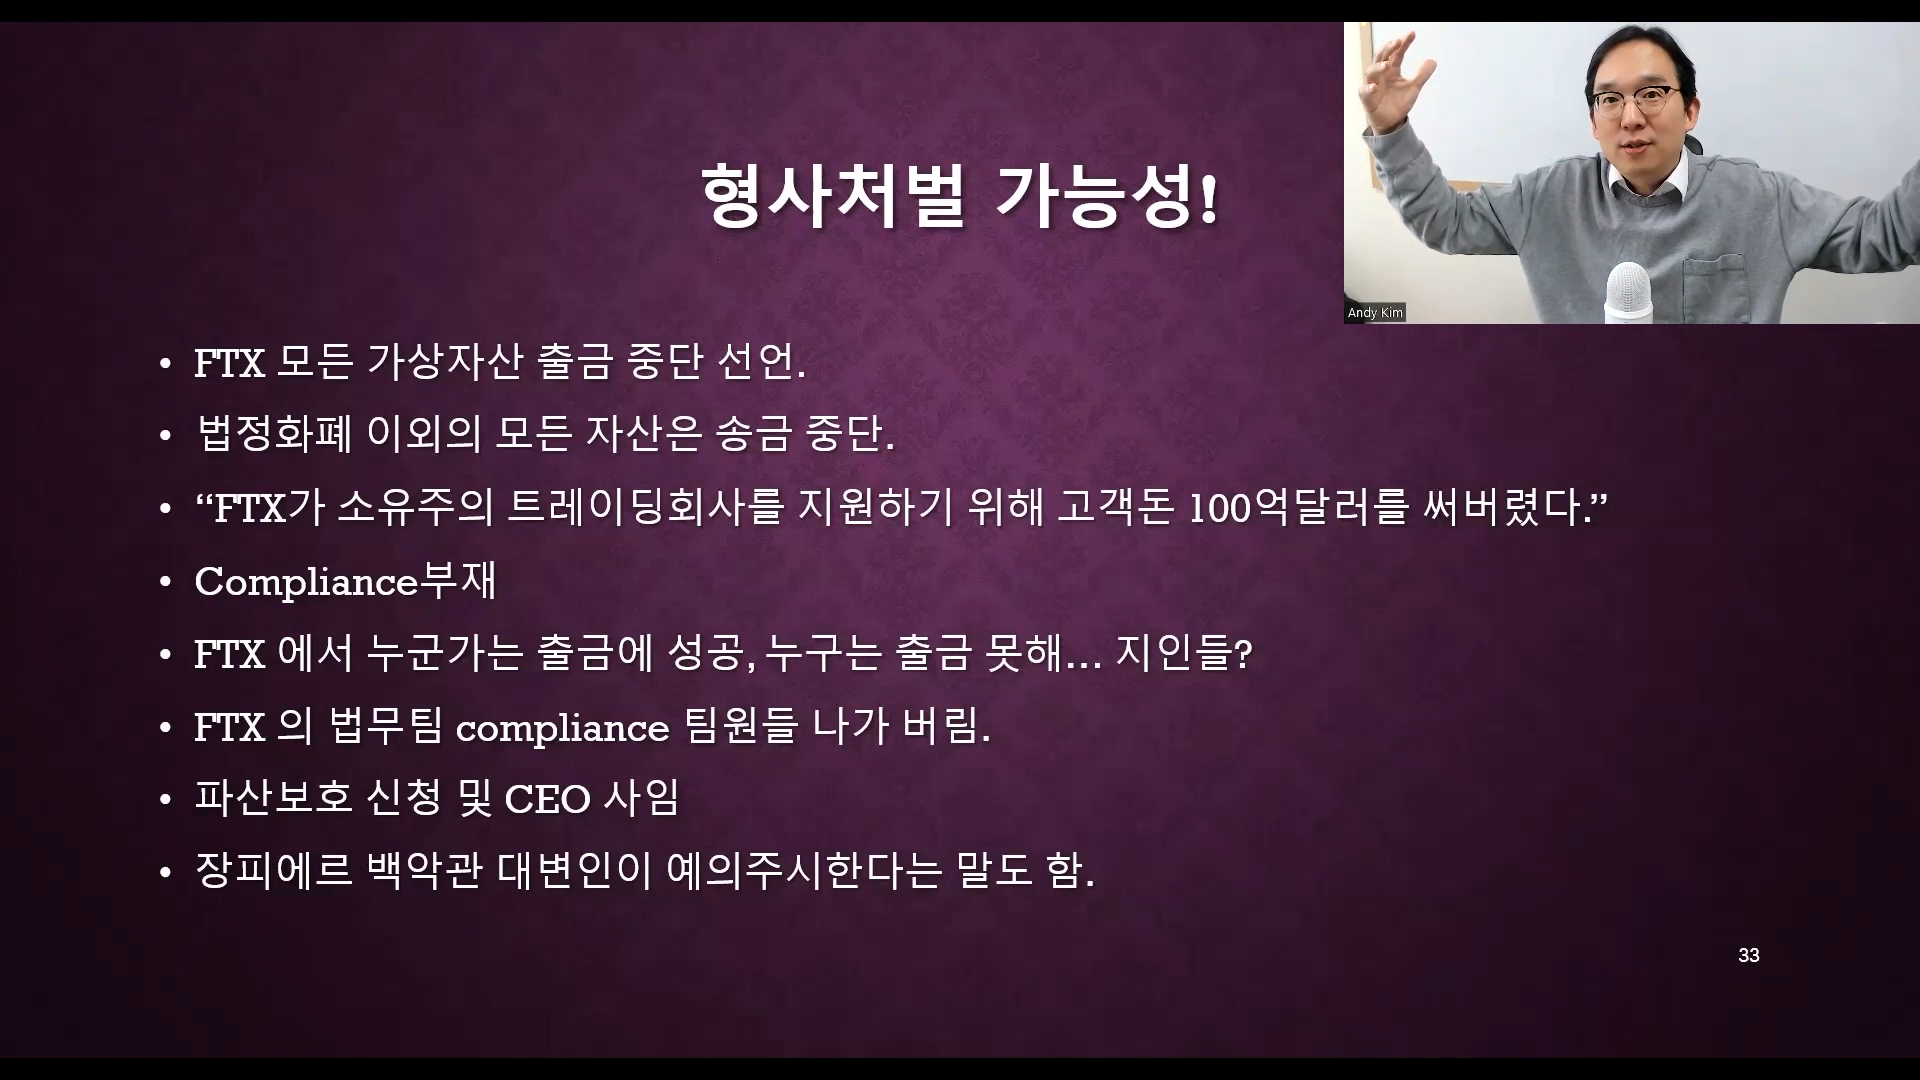 형사처벌 가능성!
Andy Kim
• FTX 모든 가상자산 출금 중단 선언.
• 법정화폐 이외의 모든 자산은 송금 중단.
• “FTX가 소유주의 트레이딩회사를 지원하기 위해 고객돈 100억달러를 써버렸다.”
• Compliance부재
• FTX 에서 누군가는 출금에 성공, 누구는 출금 못해… 지인들?
• FTX 의 법무팀 compliance 팀원들 나가 버림.
• 파산보호 신청 및 CEO 사임
• 장피에르 백악관 대변인이 예의주시한다는 말도 함.
33